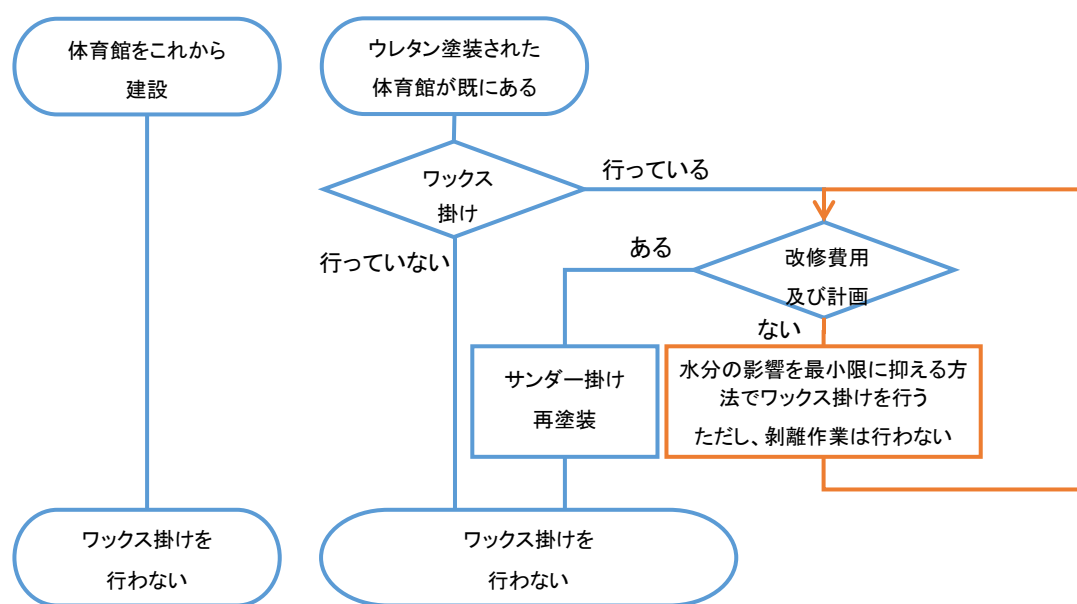 体育館をこれから
建設
ウレタン塗装された
体育館が既にある
ワックス
掛け
行っている
行っていない
改修費用
及び計画
ある
ない
サンダー掛け
再塗装
水分の影響を最小限に抑える方
法でワックス掛けを行う
ただし、剝離作業は行わない
ワックス掛けを
行わない
ワックス掛けを
行わない